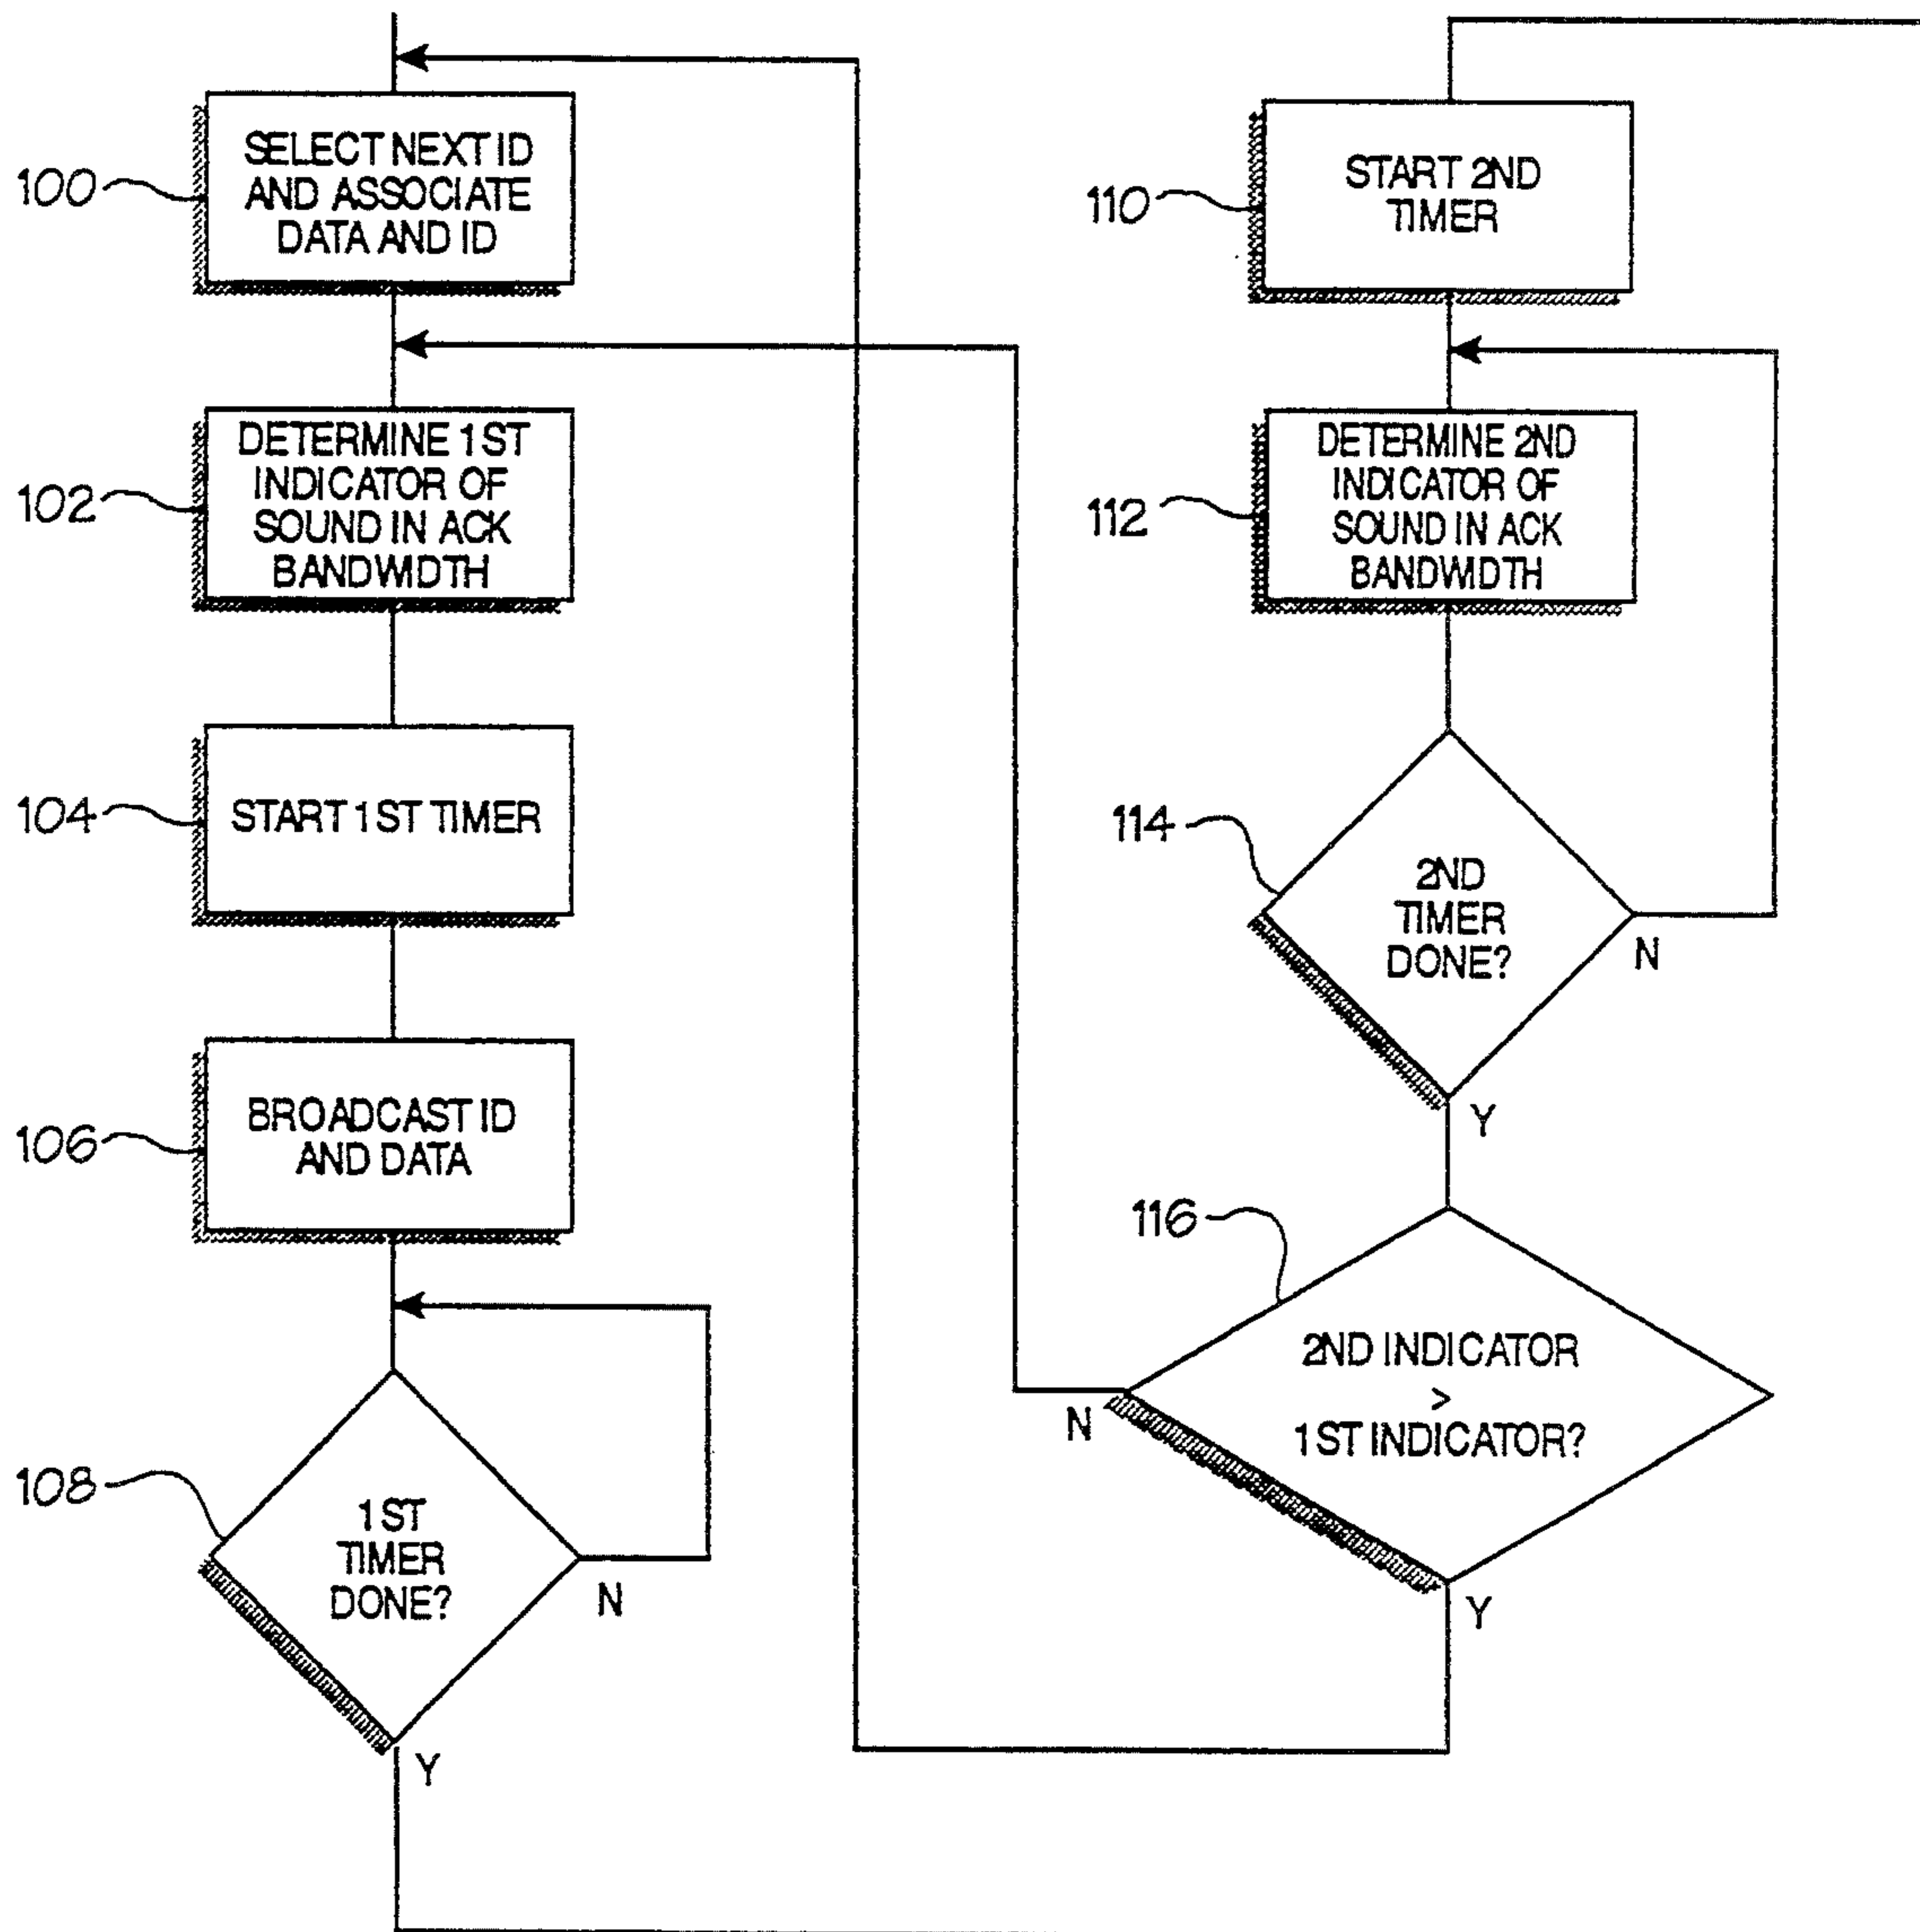 100
SELECT NEXT ID
AND ASSOCIATE
DATA AND ID
102
DETERMINE 1ST
INDICATOR OF
SOUND IN ACK
BANDWIDTH
104
START 1ST TIMER
106
BROADCAST ID
AND DATA
108
1ST
TIMER
DONE?
N
Y
110
START 2ND
TIMER
112
DETERMINE 2ND
INDICATOR OF
SOUND IN ACK
BANDWIDTH
114
2ND
TIMER
DONE?
N
Y
116
2ND INDICATOR
>
1ST INDICATOR?
N
Y